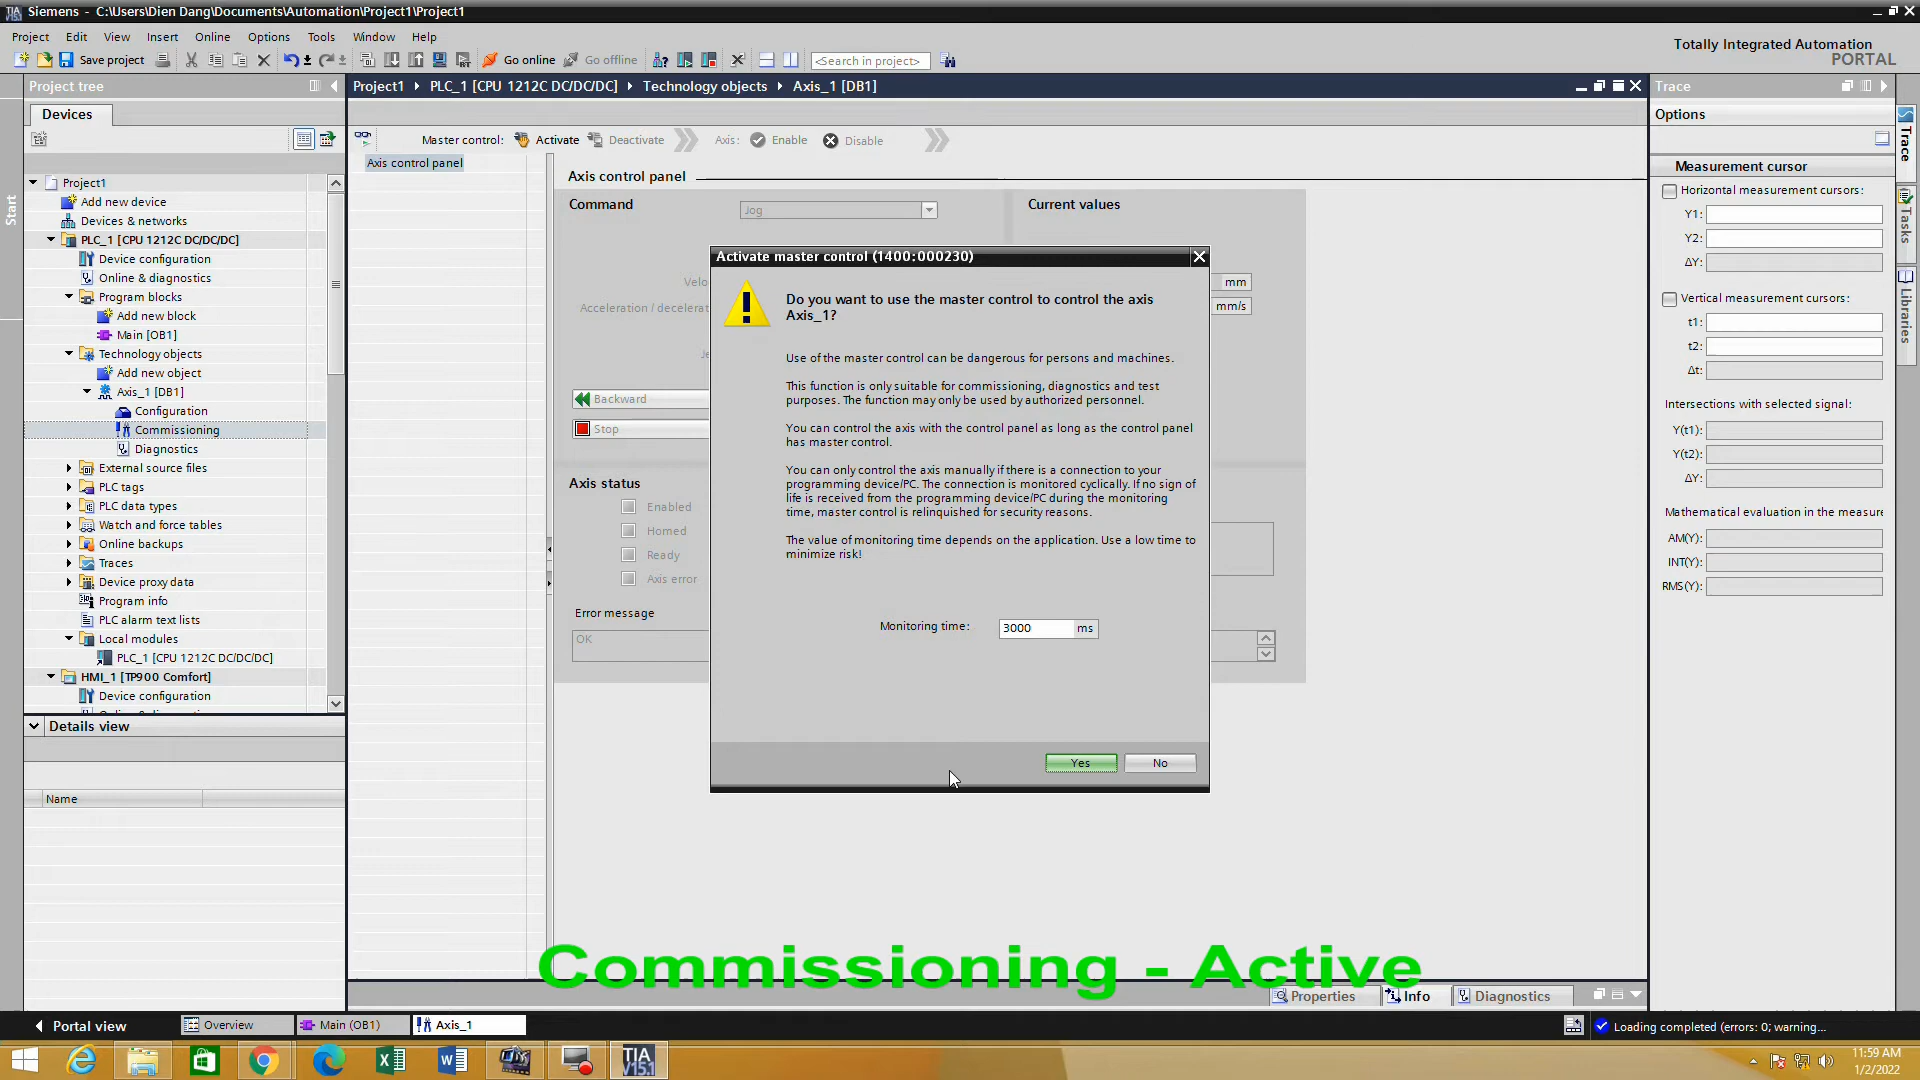 Siemens - C:\Users\Dien Dang\Documents\Automation\Project1\Project1
Project Edit View Insert Online Options Tools Window Help
Totally Integrated Automation
PORTAL
Save project
Go online
Go offline
<Search in project>
Project tree
Project1 PLC_1 [CPU 1212C DC/DC/DC] Technology objects Axis_1 [DB1]
Trace
Devices
Options
Start
Master control: Activate Deactivate Axis: Enable Disable
Axis control panel
Axis control panel
Command
Jog
Current values
Velo
mm
Acceleration / decelerat
mm/s
Je
Backward
Stop
Axis status
Enabled
Homed
Ready
Axis error
Error message
OK
Project1
Add new device
Devices & networks
PLC_1 [CPU 1212C DC/DC/DC]
Device configuration
Online & diagnostics
Program blocks
Add new block
Main [OB1]
Technology objects
Add new object
Axis_1 [DB1]
Configuration
Commissioning
Diagnostics
External source files
PLC tags
PLC data types
Watch and force tables
Online backups
Traces
Device proxy data
Program info
PLC alarm text lists
Local modules
PLC_1 [CPU 1212C DC/DC/DC]
HMI_1 [TP900 Comfort]
Device configuration
Details view
Name
Activate master control (1400:000230)
Do you want to use the master control to control the axis
Axis_1?
Use of the master control can be dangerous for persons and machines.
This function is only suitable for commissioning, diagnostics and test
purposes. The function may only be used by authorized personnel.
You can control the axis with the control panel as long as the control panel
has master control.
You can only control the axis manually if there is a connection to your
programming device/PC. The connection is monitored cyclically. If no sign of
life is received from the programming device/PC during the monitoring
time, master control is relinquished for security reasons.
The value of monitoring time depends on the application. Use a low time to
minimize risk!
Monitoring time: 3000 ms
Yes No
Measurement cursor
Horizontal measurement cursors:
Y1:
Y2:
ΔY:
Vertical measurement cursors:
t1:
t2:
Δt:
Intersections with selected signal:
Y(t1):
Y(t2):
ΔY:
Mathematical evaluation in the measure
AM(Y):
INT(Y):
RMS(Y):
Trace
Tasks
Libraries
Commissioning - Active
Properties Info Diagnostics
Portal view Overview Main (OB1) Axis_1
Loading completed (errors: 0; warning...
TIA
V15.1
11:59 AM
1/2/2022